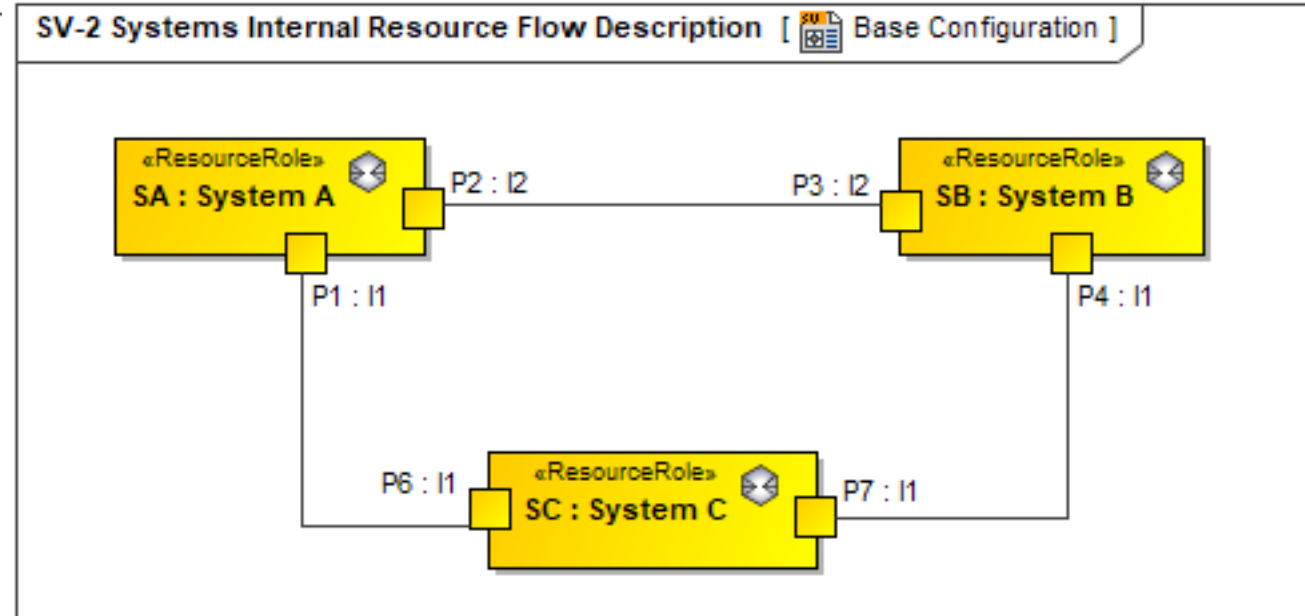 SV-2 Systems Internal Resource Flow Description [ SV Base Configuration ]
«ResourceRole»
SA : System A
P2 : I2
P3 : I2
«ResourceRole»
SB : System B
P1 : I1
P4 : I1
P6 : I1
«ResourceRole»
SC : System C
P7 : I1